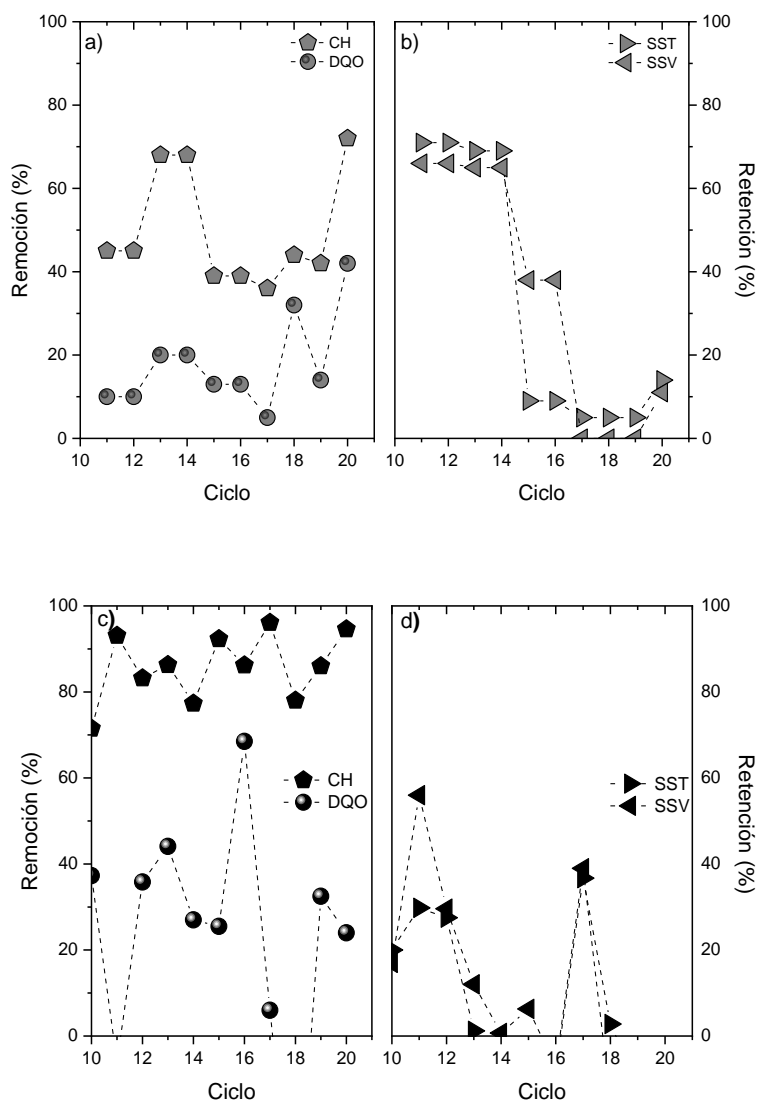 a)
CH
DQO
b)
SST
SSV
100
80
60
40
20
0
Remoción (%)
10 12 14 16 18 20
Ciclo
100
80
60
40
20
0
Retención (%)
10 12 14 16 18 20
Ciclo
c)
CH
DQO
d)
SST
SSV
100
80
60
40
20
0
Remoción (%)
10 12 14 16 18 20
Ciclo
100
80
60
40
20
0
Retención (%)
10 12 14 16 18 20
Ciclo